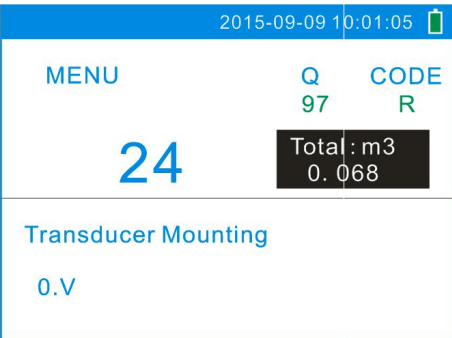 2015-09-09 10:01:05
MENU Q CODE
97 R
24
Total:m3
0.068
Transducer Mounting
0.V